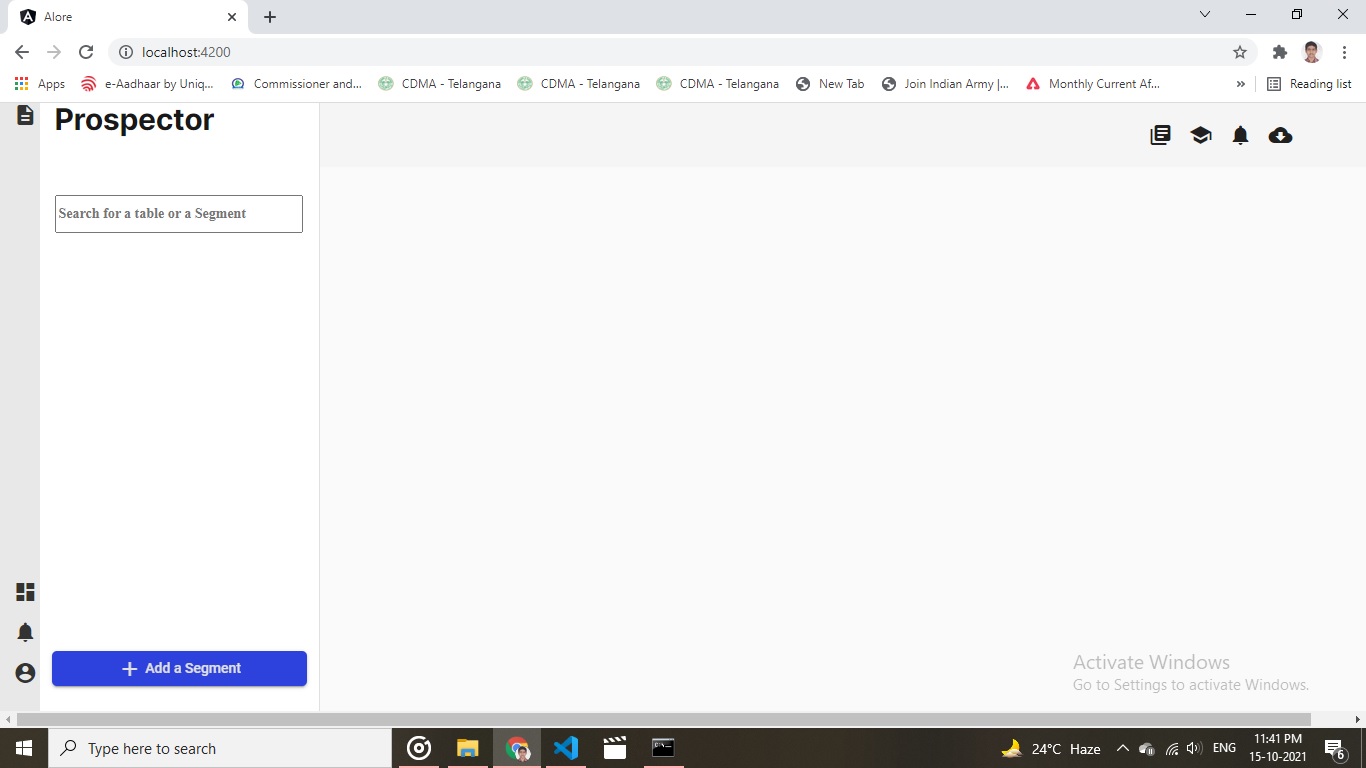 Alore
localhost:4200
Apps
e-Aadhaar by Uniq...
Commissioner and...
CDMA - Telangana
CDMA - Telangana
CDMA - Telangana
New Tab
Join Indian Army |...
Monthly Current Af...
»
Reading list
Prospector
Search for a table or a Segment
+ Add a Segment
Activate Windows
Go to Settings to activate Windows.
Type here to search
24°C Haze
ENG
11:41 PM
15-10-2021
6